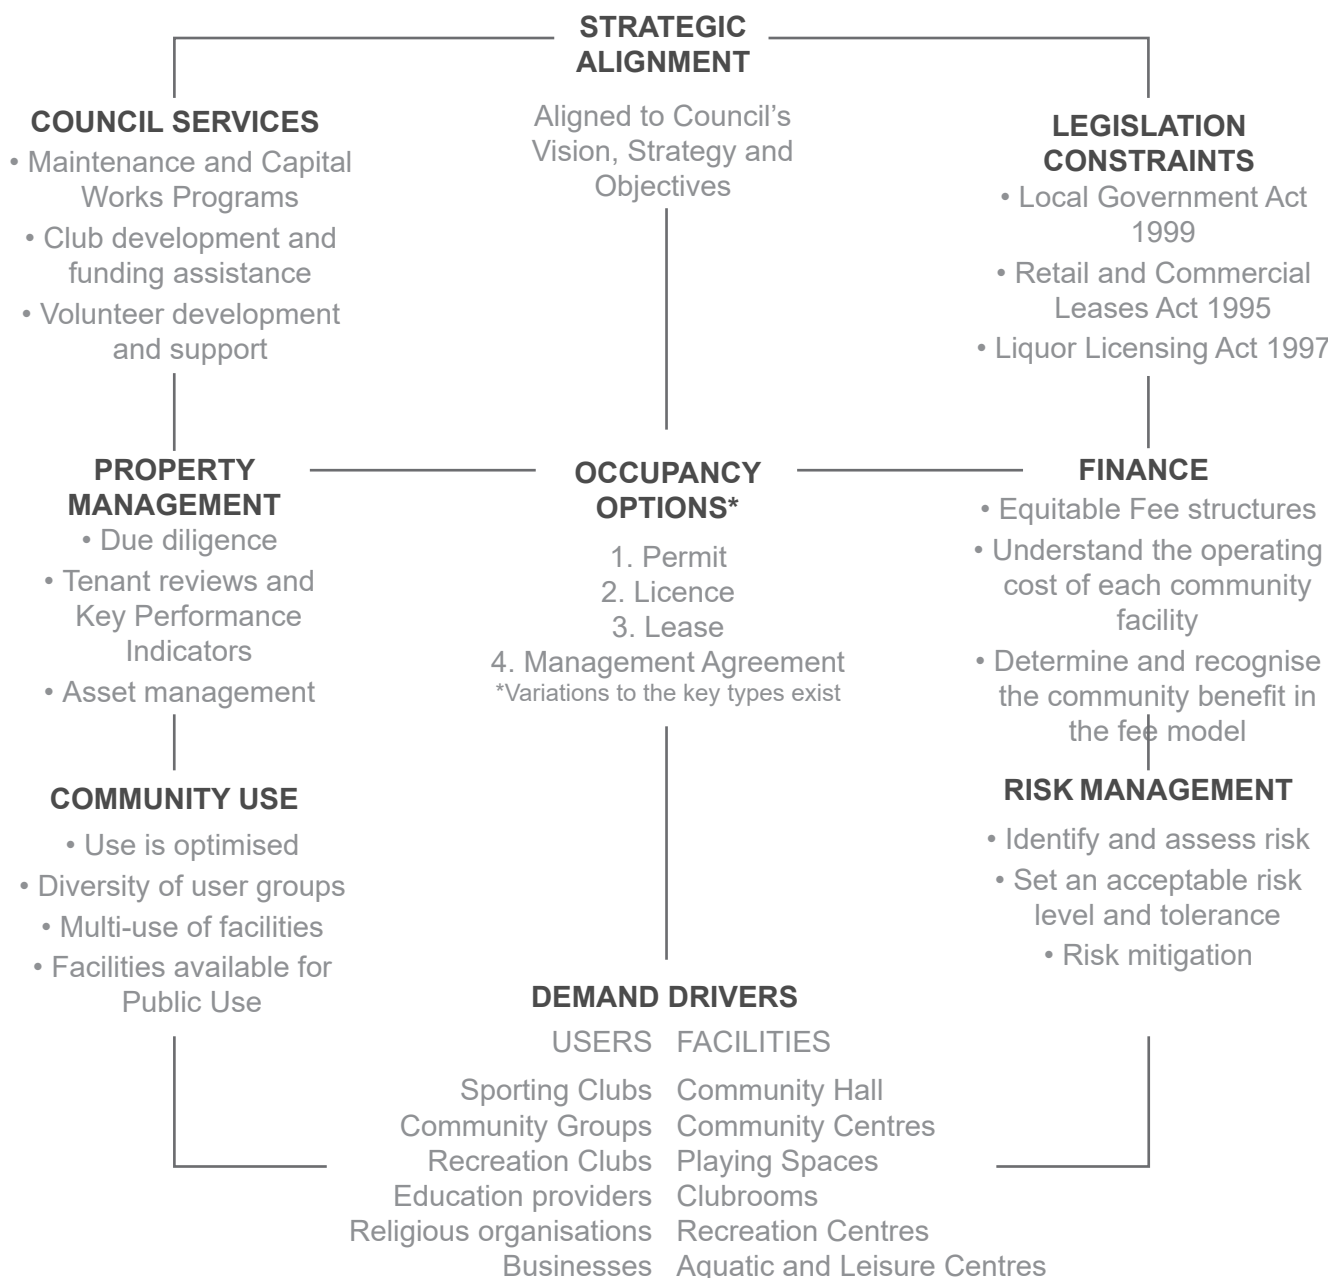 STRATEGIC
ALIGNMENT
Aligned to Council’s
Vision, Strategy and
Objectives
COUNCIL SERVICES
• Maintenance and Capital
Works Programs
• Club development and
funding assistance
• Volunteer development
and support
LEGISLATION
CONSTRAINTS
• Local Government Act
1999
• Retail and Commercial
Leases Act 1995
• Liquor Licensing Act 1997
PROPERTY
MANAGEMENT
• Due diligence
• Tenant reviews and
Key Performance
Indicators
• Asset management
OCCUPANCY
OPTIONS*
1. Permit
2. Licence
3. Lease
4. Management Agreement
*Variations to the key types exist
FINANCE
• Equitable Fee structures
• Understand the operating
cost of each community
facility
• Determine and recognise
the community benefit in
the fee model
COMMUNITY USE
• Use is optimised
• Diversity of user groups
• Multi-use of facilities
• Facilities available for
Public Use
RISK MANAGEMENT
• Identify and assess risk
• Set an acceptable risk
level and tolerance
• Risk mitigation
DEMAND DRIVERS
USERS FACILITIES
Sporting Clubs Community Hall
Community Groups Community Centres
Recreation Clubs Playing Spaces
Education providers Clubrooms
Religious organisations Recreation Centres
Businesses Aquatic and Leisure Centres